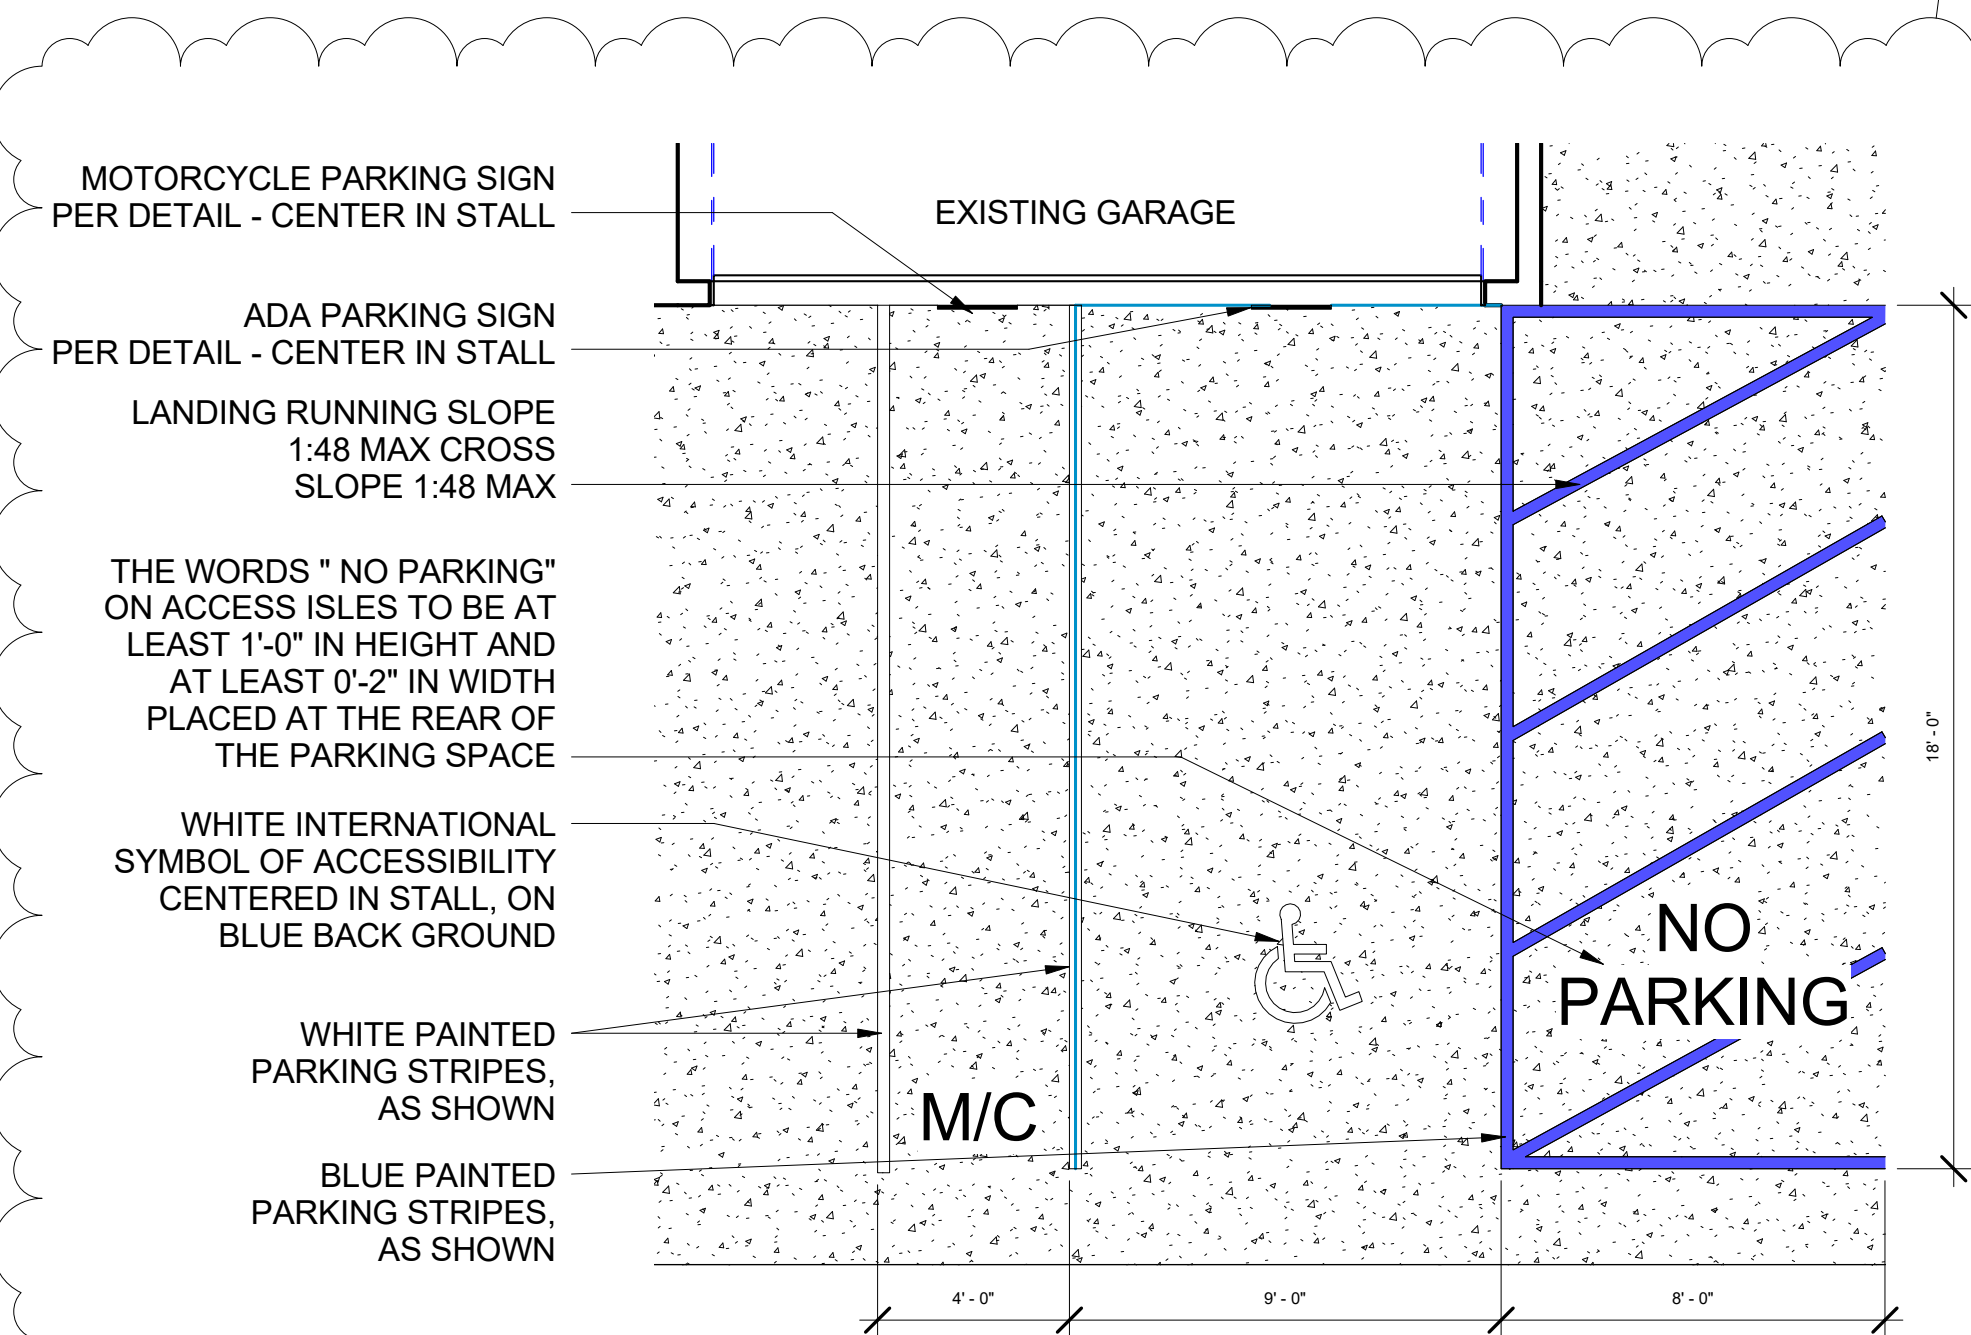 MOTORCYCLE PARKING SIGN
PER DETAIL - CENTER IN STALL
EXISTING GARAGE
ADA PARKING SIGN
PER DETAIL - CENTER IN STALL
LANDING RUNNING SLOPE
1:48 MAX CROSS
SLOPE 1:48 MAX
THE WORDS " NO PARKING"
ON ACCESS ISLES TO BE AT
LEAST 1'-0" IN HEIGHT AND
AT LEAST 0'-2" IN WIDTH
PLACED AT THE REAR OF
THE PARKING SPACE
WHITE INTERNATIONAL
SYMBOL OF ACCESSIBILITY
CENTERED IN STALL, ON
BLUE BACK GROUND
WHITE PAINTED
PARKING STRIPES,
AS SHOWN
BLUE PAINTED
PARKING STRIPES,
AS SHOWN
M/C
NO
PARKING
18' - 0"
4' - 0"
9' - 0"
8' - 0"